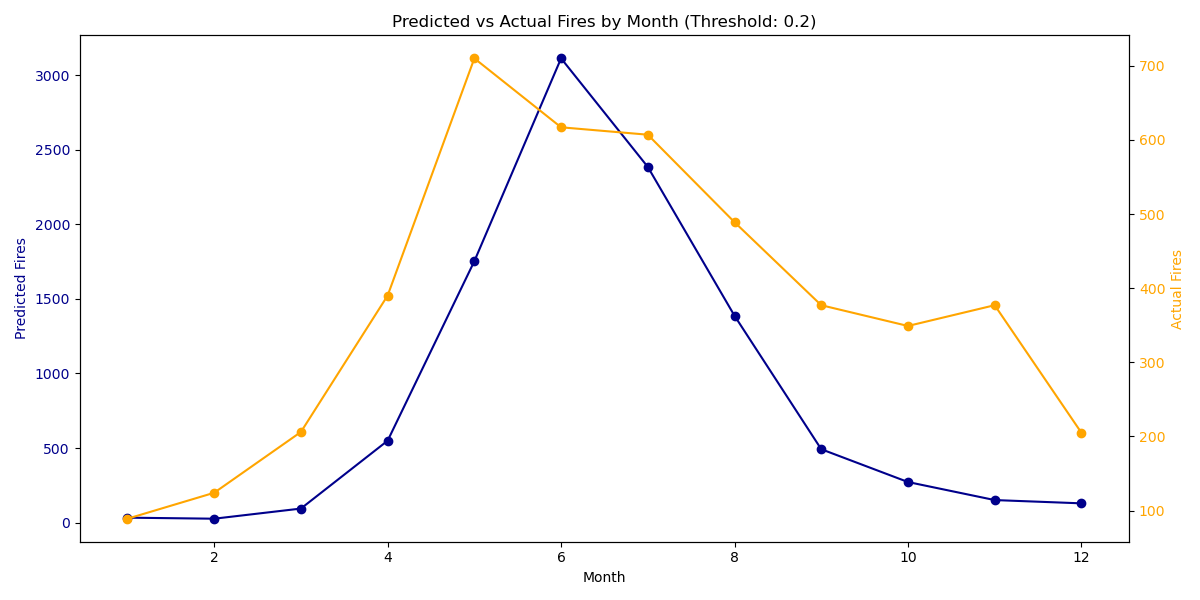 Predicted vs Actual Fires by Month (Threshold: 0.2)
Predicted Fires
3000
2500
2000
1500
1000
500
0
700
600
500
400
300
200
100
Actual Fires
2 4 6 8 10 12
Month